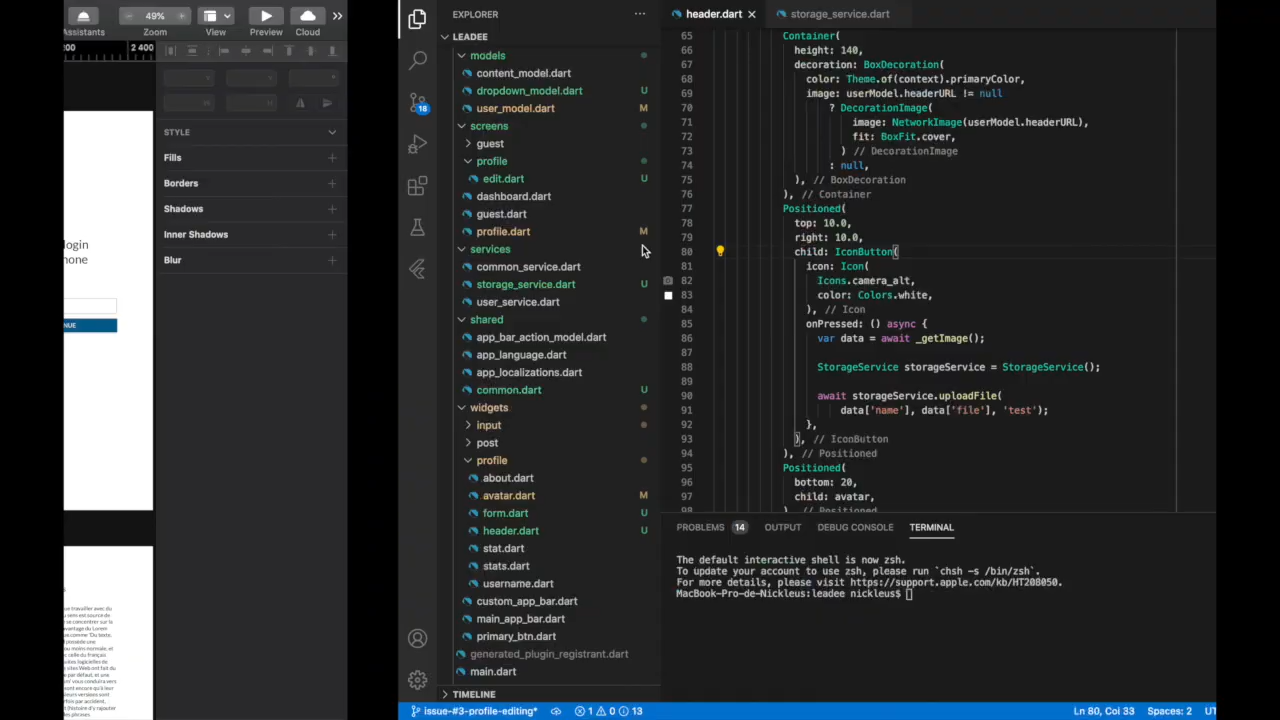 49%
Assistants
Zoom
View
Preview
Cloud
200
2 400
STYLE
Fills
Borders
Shadows
Inner Shadows
Blur
login
hone
NUE
EXPLORER
LEADEE
models
content_model.dart
dropdown_model.dart U
user_model.dart M
screens
guest
profile
edit.dart U
dashboard.dart
guest.dart
profile.dart M
services
common_service.dart
storage_service.dart U
user_service.dart
shared
app_bar_action_model.dart
app_language.dart
app_localizations.dart
common.dart U
widgets
input
post
profile
about.dart
avatar.dart M
form.dart U
header.dart U
stat.dart
stats.dart
username.dart
custom_app_bar.dart
main_app_bar.dart
primary_btn.dart
generated_plugin_registrant.dart
main.dart
TIMELINE
18
header.dart
storage_service.dart
65 Container(
66 height: 140,
67 decoration: BoxDecoration(
68 color: Theme.of(context).primaryColor,
69 image: userModel.headerURL != null
70 ? DecorationImage(
71 image: NetworkImage(userModel.headerURL),
72 fit: BoxFit.cover,
73 ) // DecorationImage
74 : null,
75 ), // BoxDecoration
76 ), // Container
77 Positioned(
78 top: 10.0,
79 right: 10.0,
80 child: IconButton(
81 icon: Icon(
82 Icons.camera_alt,
83 color: Colors.white,
84 ), // Icon
85 onPressed: () async {
86 var data = await _getImage();
87
88 StorageService storageService = StorageService();
89
90 await storageService.uploadFile(
91 data['name'], data['file'], 'test');
92 },
93 ), // IconButton
94 ), // Positioned
95 Positioned(
96 bottom: 20,
97 child: avatar,
98 ) // Positioned
PROBLEMS 14 OUTPUT DEBUG CONSOLE TERMINAL
The default interactive shell is now zsh.
To update your account to use zsh, please run `chsh -s /bin/zsh`.
For more details, please visit https://support.apple.com/kb/HT208050.
MacBook-Pro-de-Nickleus:leadee nickleus$
issue-#3-profile-editing* 1 0 13 Ln 80, Col 33 Spaces: 2 UT